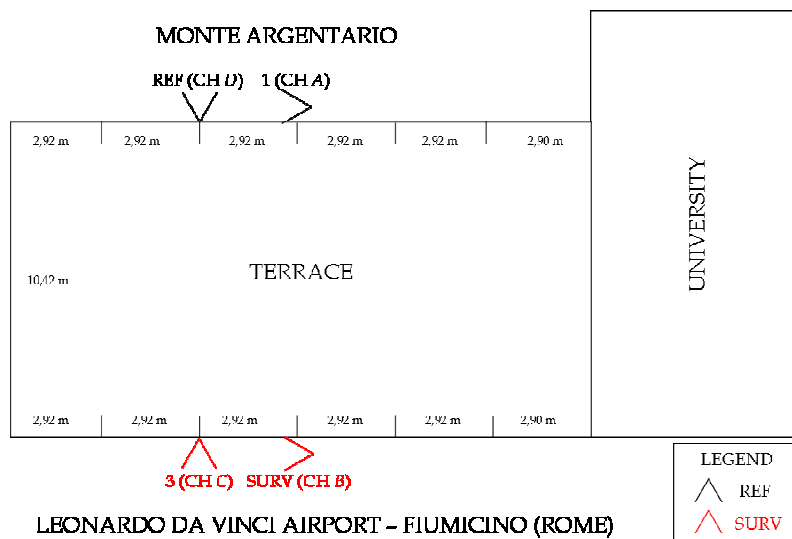 MONTE ARGENTARIO
REF (CH D) 1 (CH A)
2,92 m 2,92 m 2,92 m 2,92 m 2,92 m 2,90 m
UNIVERSITY
10,42 m
TERRACE
2,92 m 2,92 m 2,92 m 2,92 m 2,92 m 2,90 m
3 (CH C) SURV (CH B)
LEGEND
REF
SURV
LEONARDO DA VINCI AIRPORT – FIUMICINO (ROME)